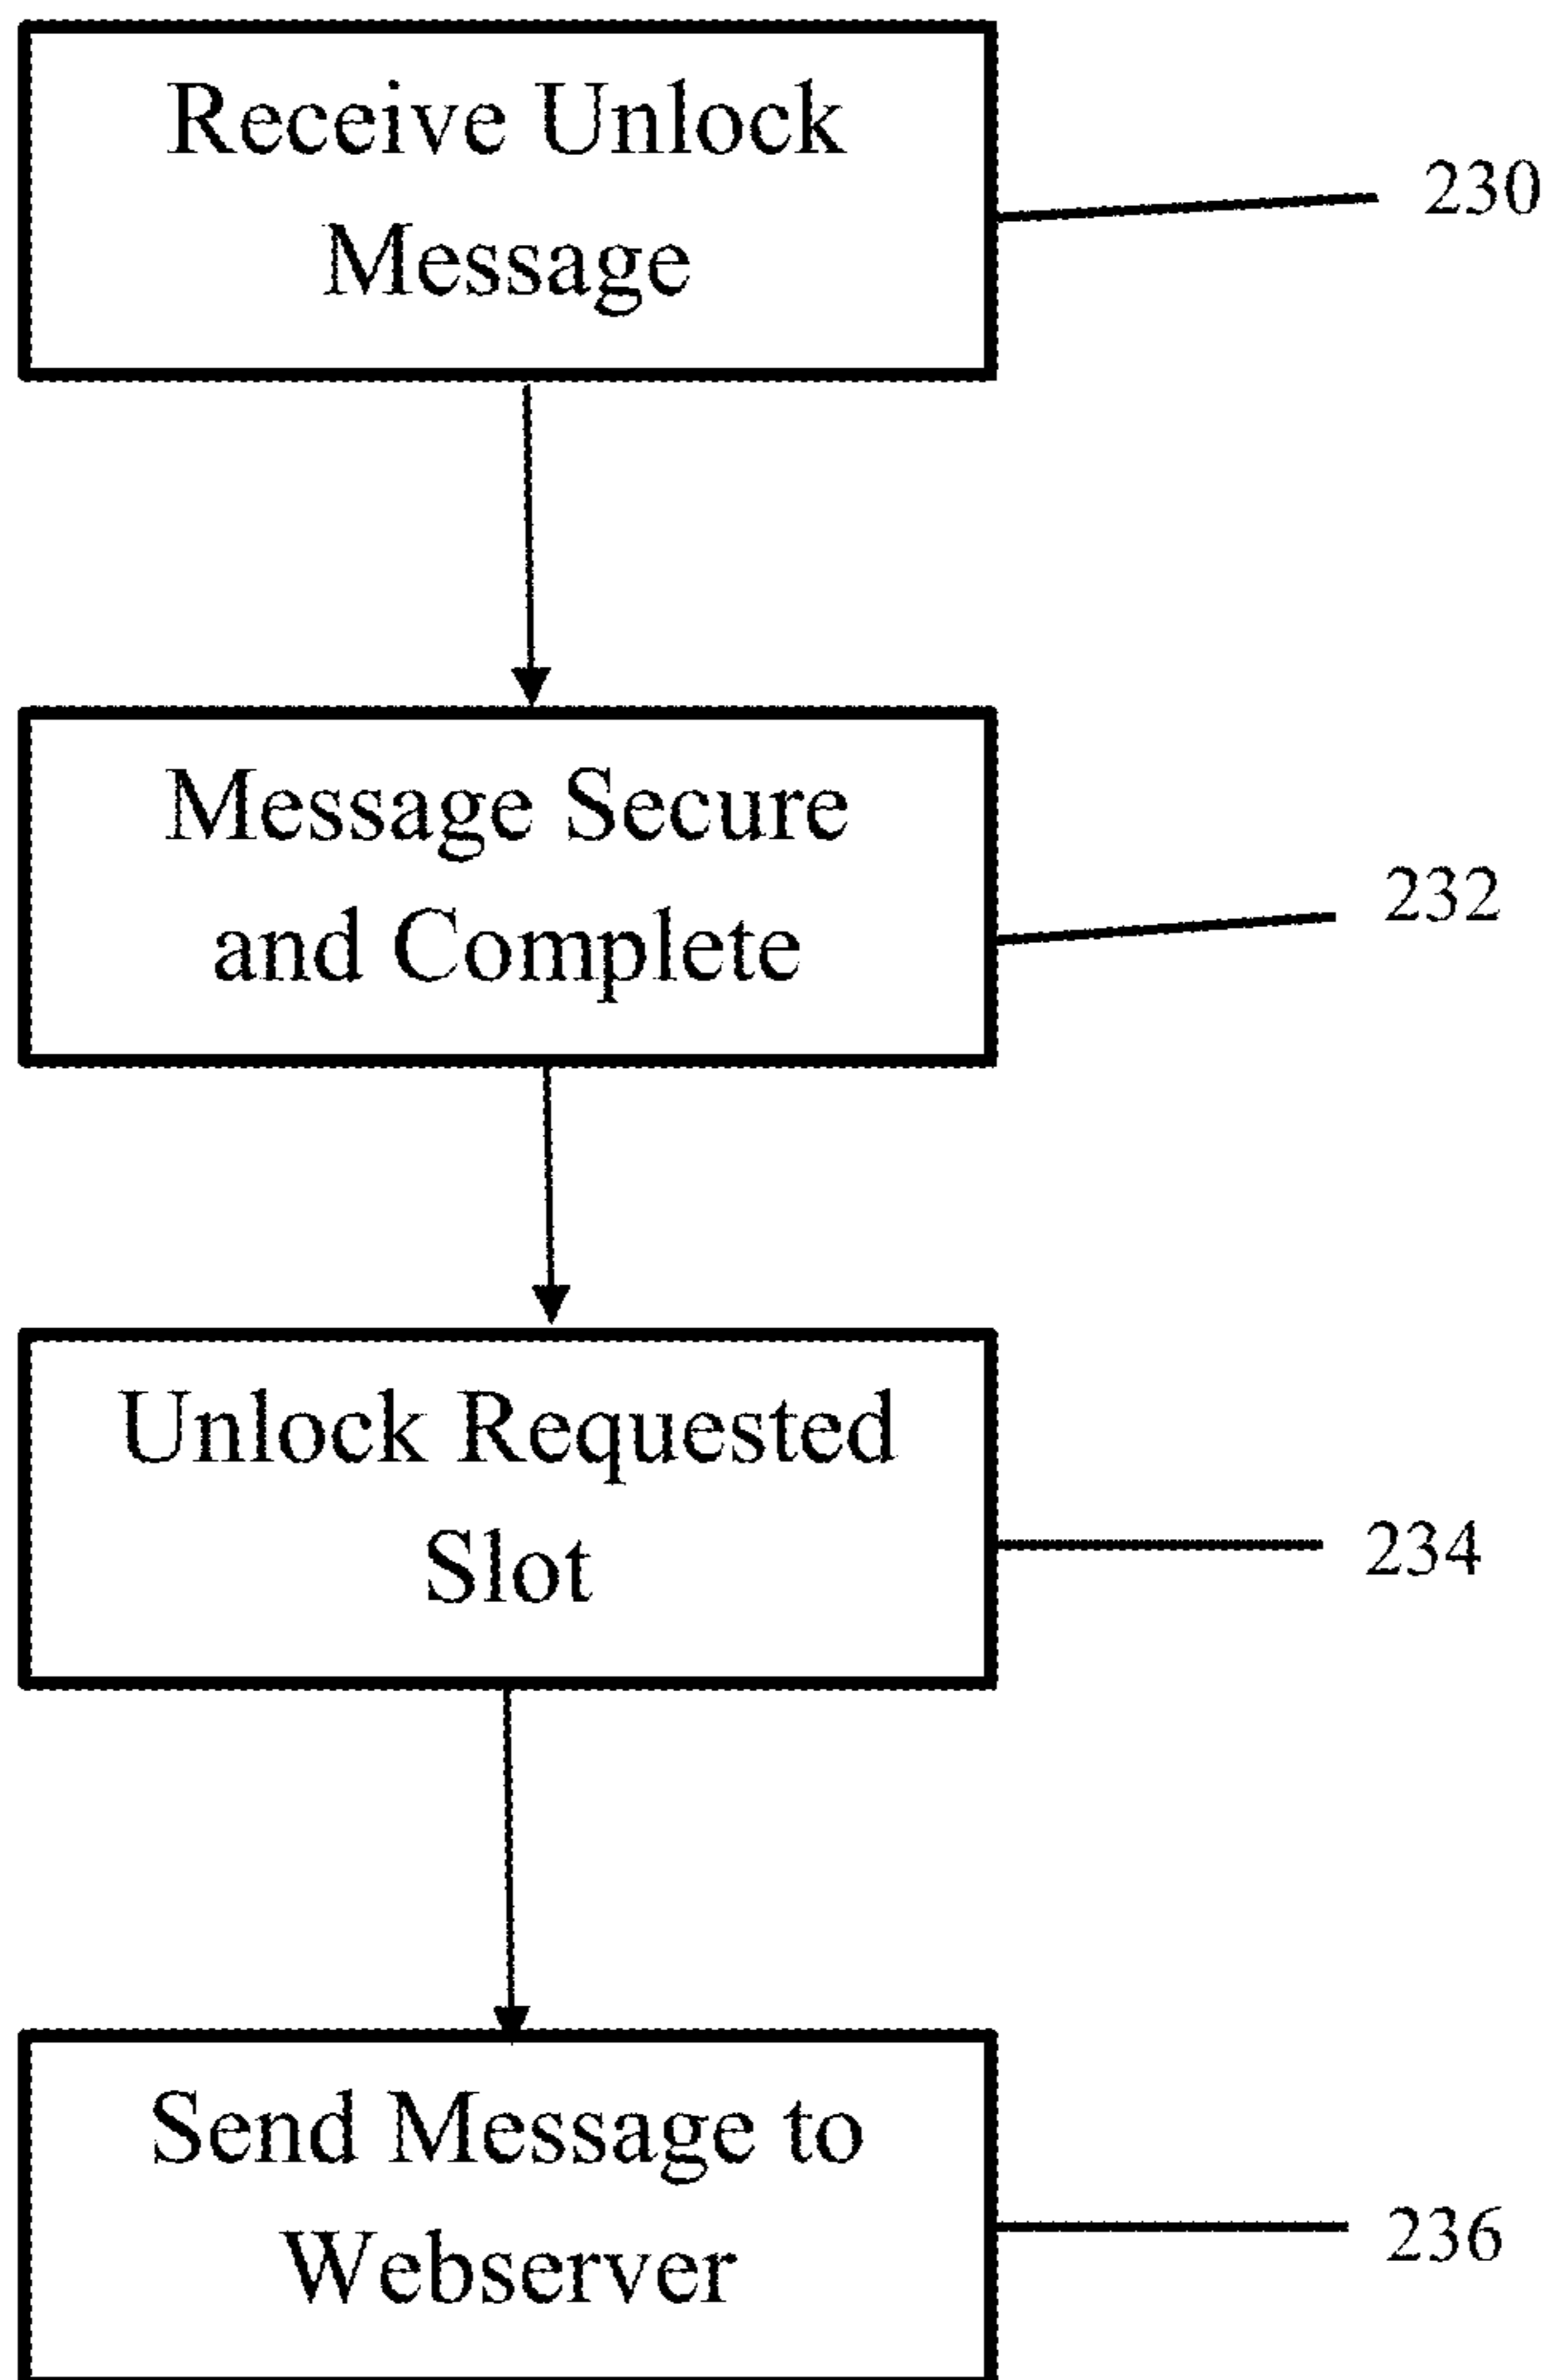 Receive Unlock
Message
230
Message Secure
and Complete
232
Unlock Requested
Slot
234
Send Message to
Webserver
236